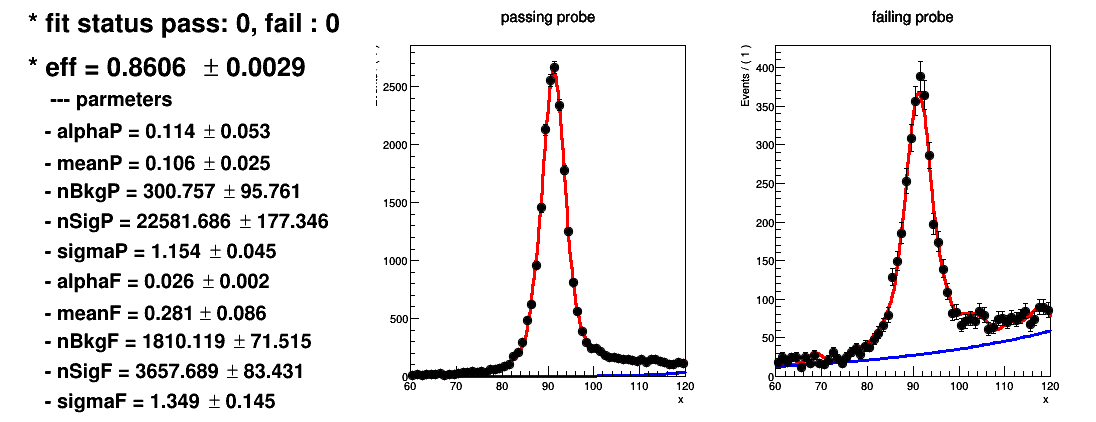 * fit status pass: 0, fail : 0
* eff = 0.8606 ± 0.0029
--- parmeters
- alphaP = 0.114 ± 0.053
- meanP = 0.106 ± 0.025
- nBkgP = 300.757 ± 95.761
- nSigP = 22581.686 ± 177.346
- sigmaP = 1.154 ± 0.045
- alphaF = 0.026 ± 0.002
- meanF = 0.281 ± 0.086
- nBkgF = 1810.119 ± 71.515
- nSigF = 3657.689 ± 83.431
- sigmaF = 1.349 ± 0.145
passing probe
2500
2000
1500
1000
500
0
60 70 80 90 100 110 120
x
failing probe
Events / ( 1 )
400
350
300
250
200
150
100
50
0
60 70 80 90 100 110 120
x